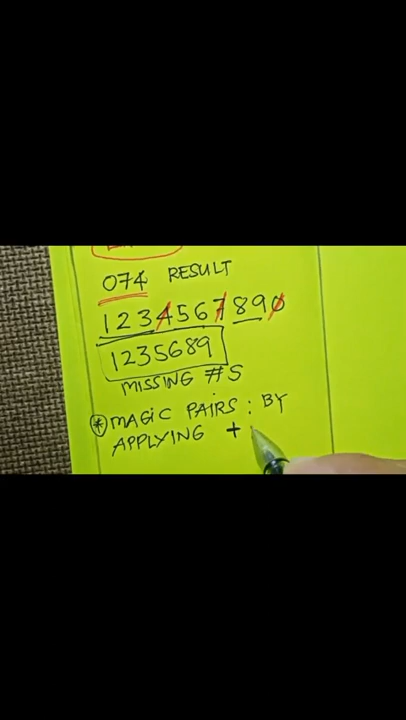 074 RESULT
1234567890
1235689
MISSING #S
* MAGIC PAIRS : BY
APPLYING +